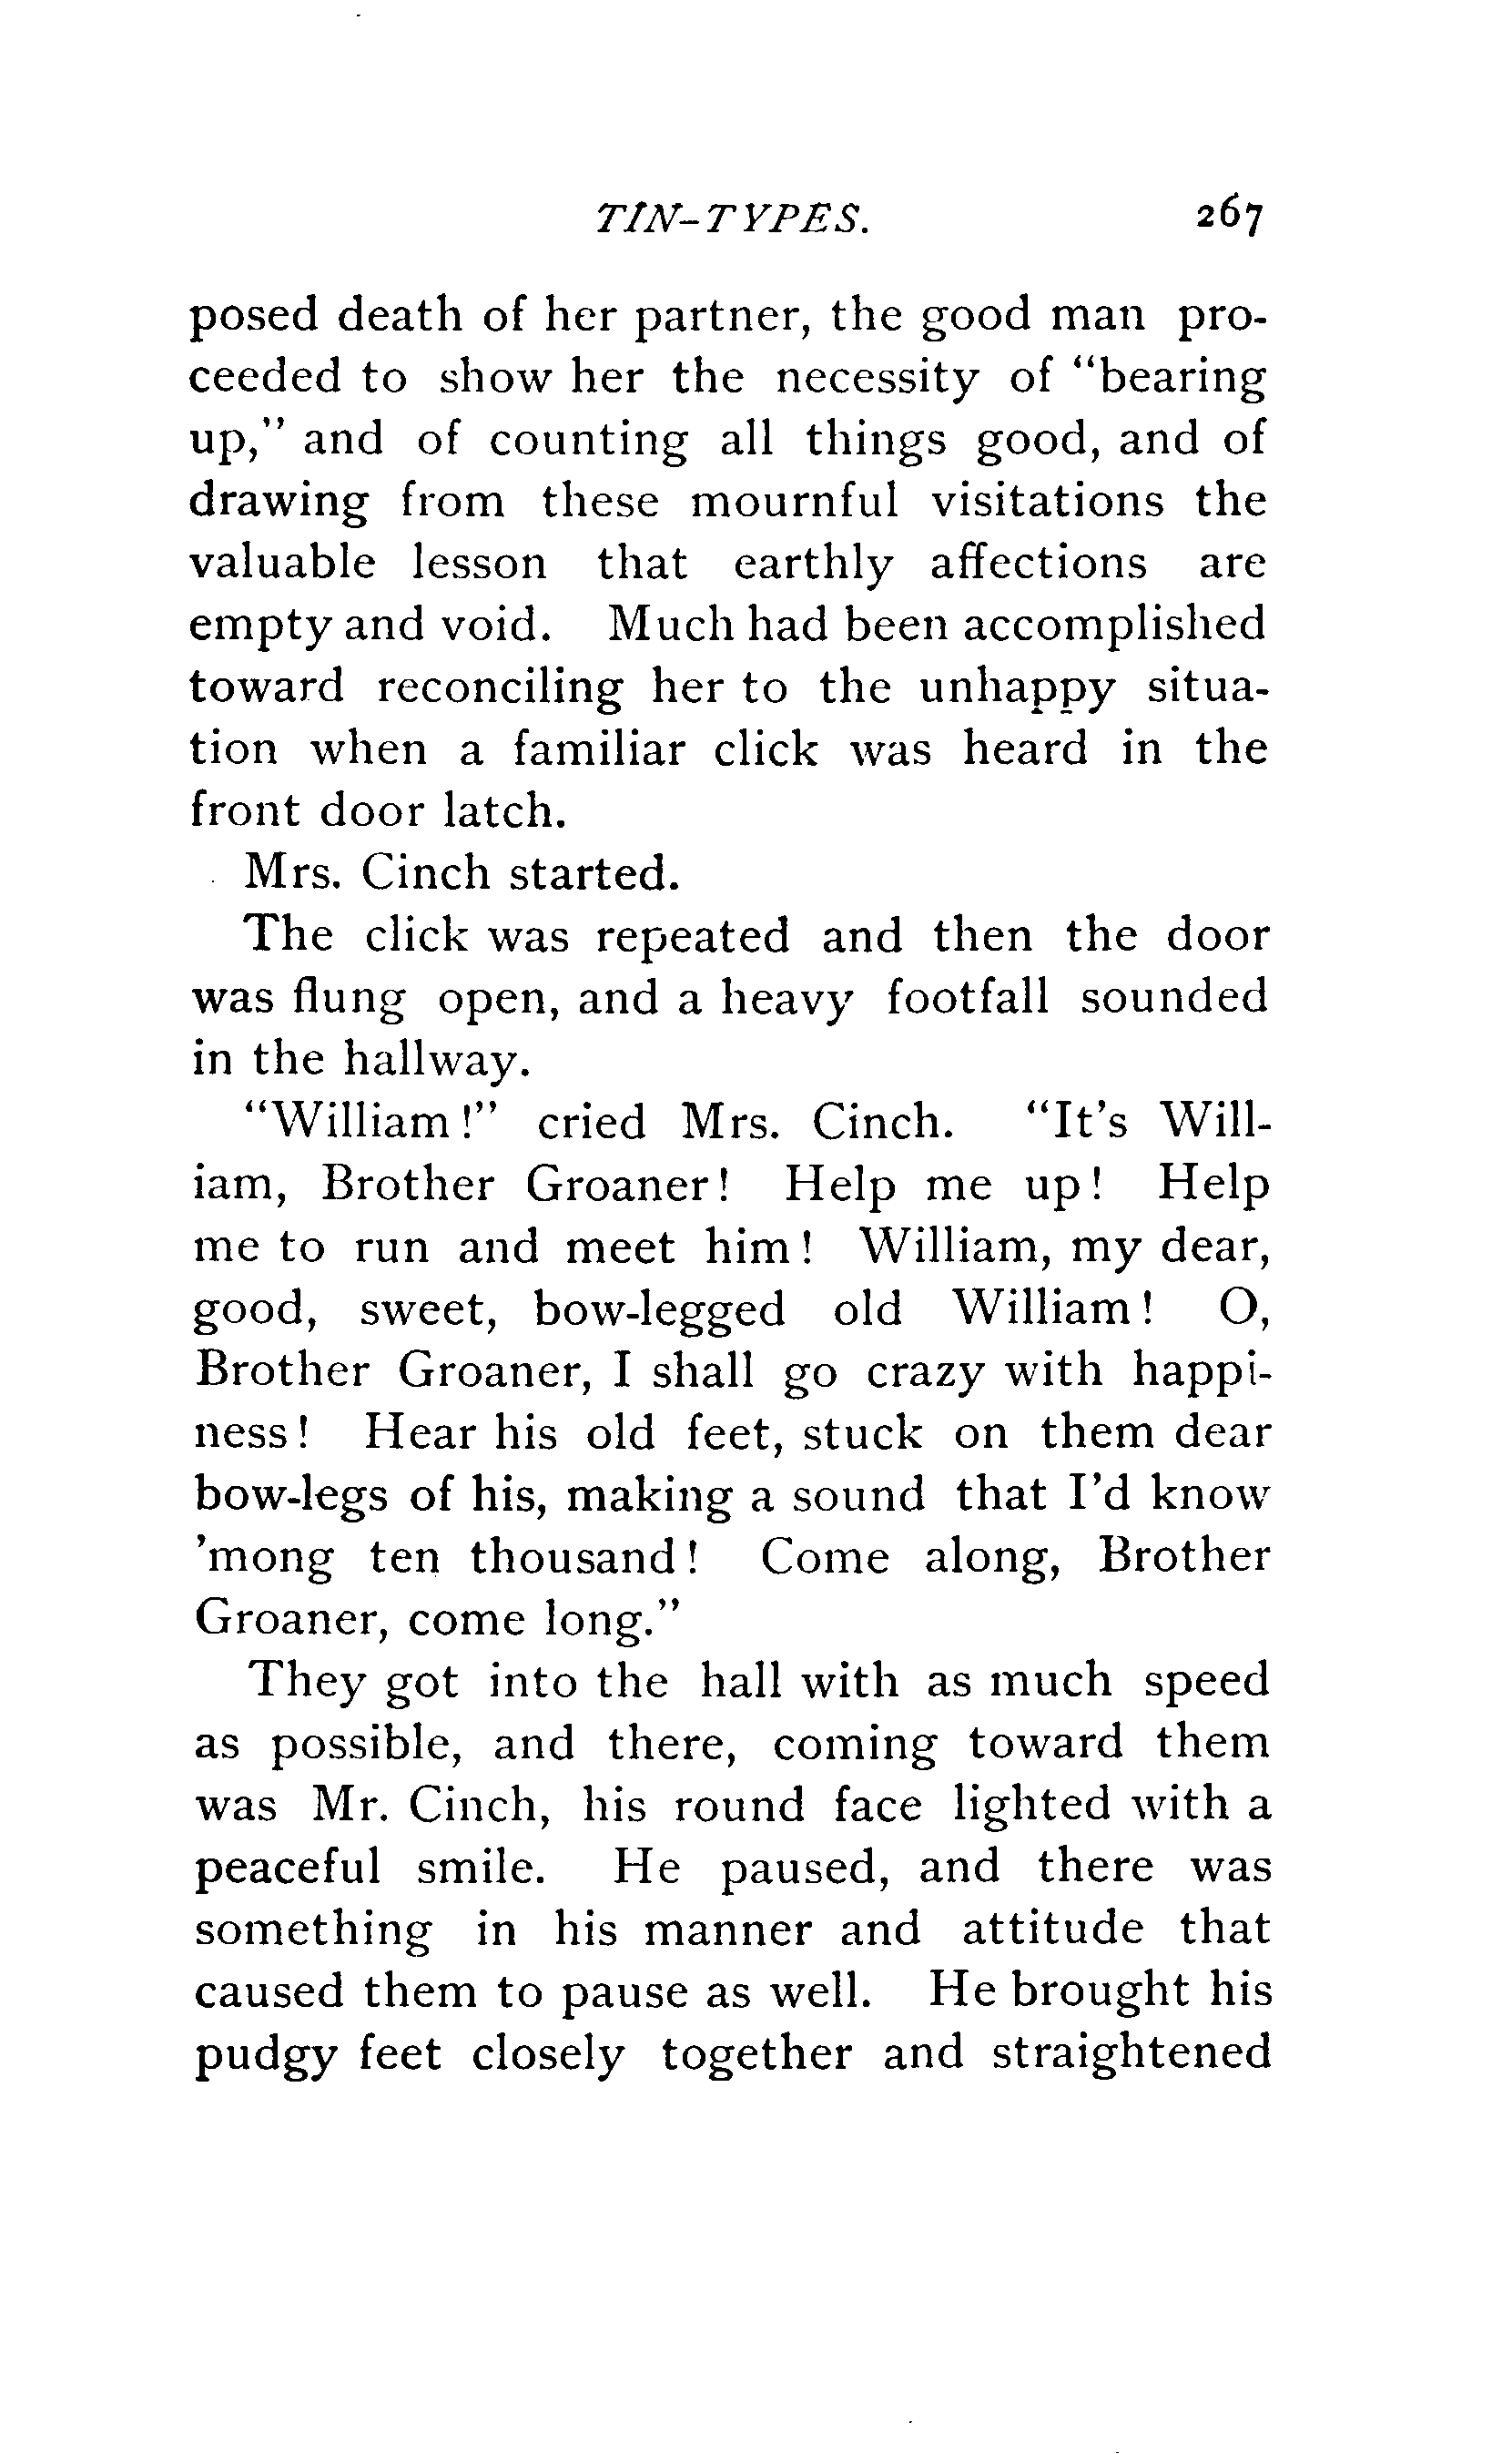 TIN-TYPES. 267
posed death of her partner, the good man pro-
ceeded to show her the necessity of "bearing
up," and of counting all things good, and of
drawing from these mournful visitations the
valuable lesson that earthly affections are
empty and void. Much had been accomplished
toward reconciling her to the unhappy situa-
tion when a familiar click was heard in the
front door latch.
Mrs. Cinch started.
The click was repeated and then the door
was flung open, and a heavy footfall sounded
in the hallway.
"William!" cried Mrs. Cinch. "It's Will-
iam, Brother Groaner! Help me up! Help
me to run and meet him! William, my dear,
good, sweet, bow-legged old William! O,
Brother Groaner, I shall go crazy with happi-
ness! Hear his old feet, stuck on them dear
bow-legs of his, making a sound that I'd know
'mong ten thousand! Come along, Brother
Groaner, come long."
They got into the hall with as much speed
as possible, and there, coming toward them
was Mr. Cinch, his round face lighted with a
peaceful smile. He paused, and there was
something in his manner and attitude that
caused them to pause as well. He brought his
pudgy feet closely together and straightened